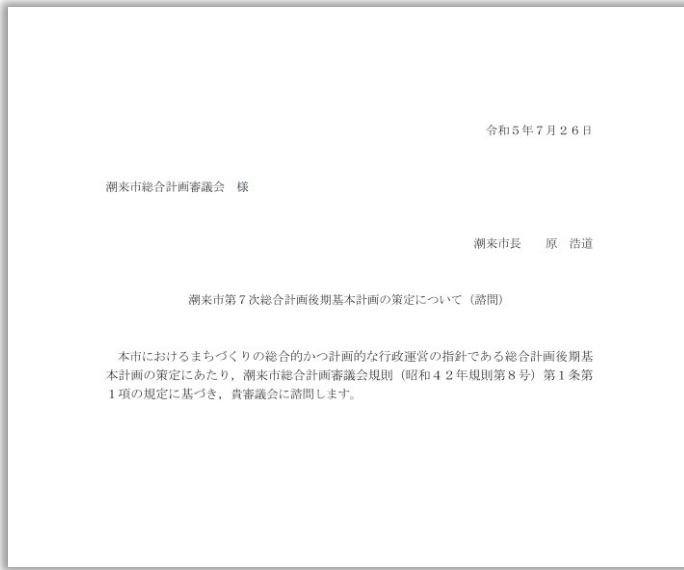 令和５年７月２６日
潮来市総合計画審議会　様
潮来市長　　原　浩道
潮来市第７次総合計画後期基本計画の策定について（諮問）
　本市におけるまちづくりの総合的かつ計画的な行政運営の指針である総合計画後期基
本計画の策定にあたり，潮来市総合計画審議会規則（昭和４２年規則第８号）第１条第
１項の規定に基づき，貴審議会に諮問します。